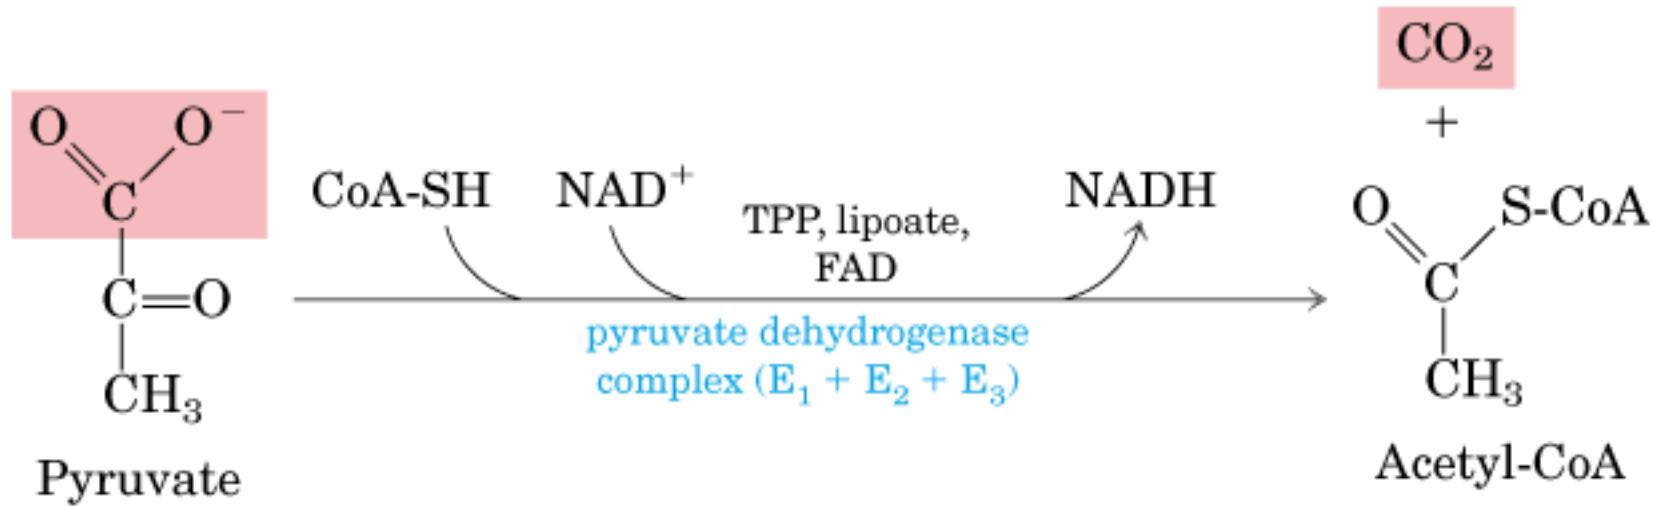 O O⁻
C
C=O
CH₃
Pyruvate
CoA-SH NAD⁺
TPP, lipoate,
FAD
NADH
pyruvate dehydrogenase
complex (E₁ + E₂ + E₃)
CO₂
+
O S-CoA
C
CH₃
Acetyl-CoA